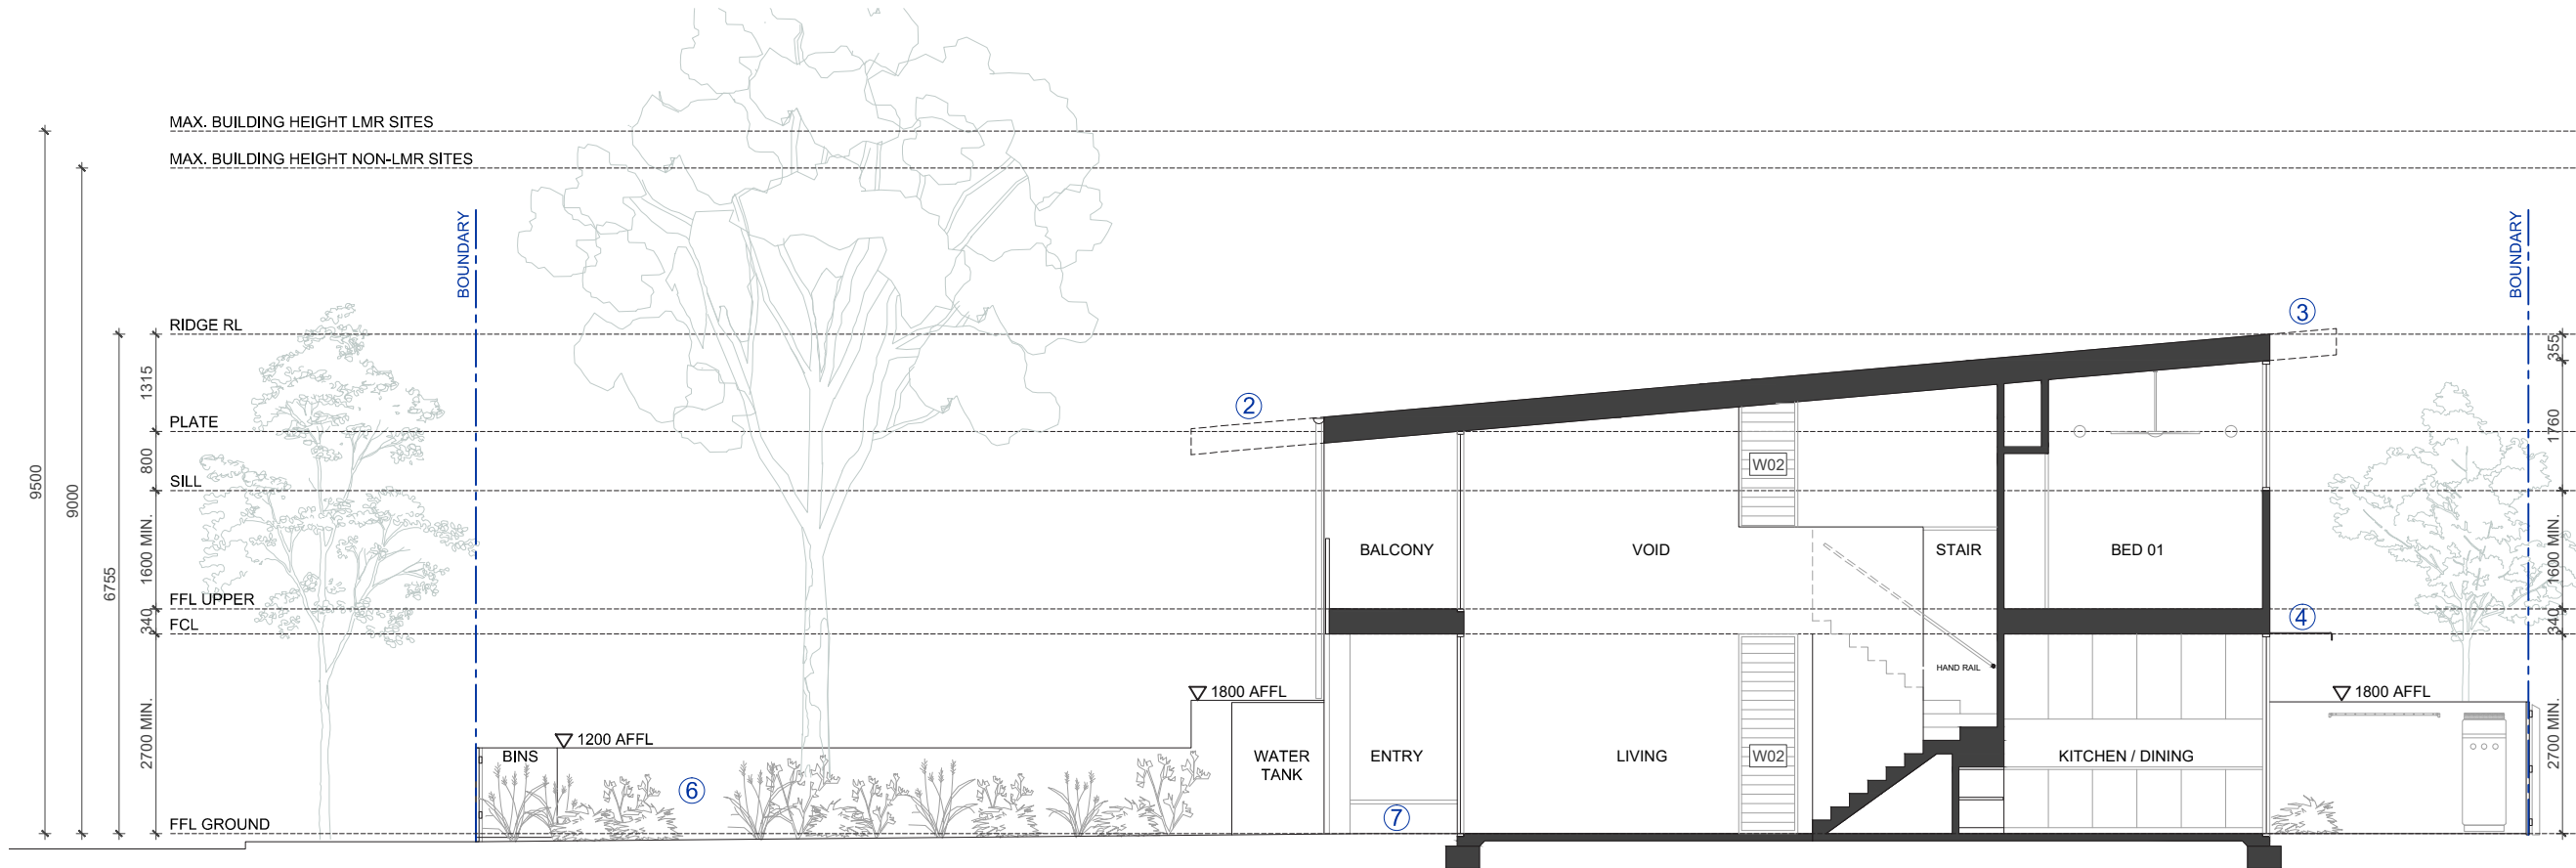 MAX. BUILDING HEIGHT LMR SITES
MAX. BUILDING HEIGHT NON-LMR SITES
BOUNDARY
BOUNDARY
RIDGE RL
3
355
1315
2
PLATE
1760
800
9500
9000
W02
SILL
1600 MIN.
6755
BALCONY
VOID
STAIR
BED 01
1600 MIN.
FFL UPPER
340
FCL
4
340
HAND RAIL
1800 AFFL
1800 AFFL
2700 MIN.
1200 AFFL
BINS
WATER
TANK
ENTRY
LIVING
W02
KITCHEN / DINING
2700 MIN.
6
7
FFL GROUND